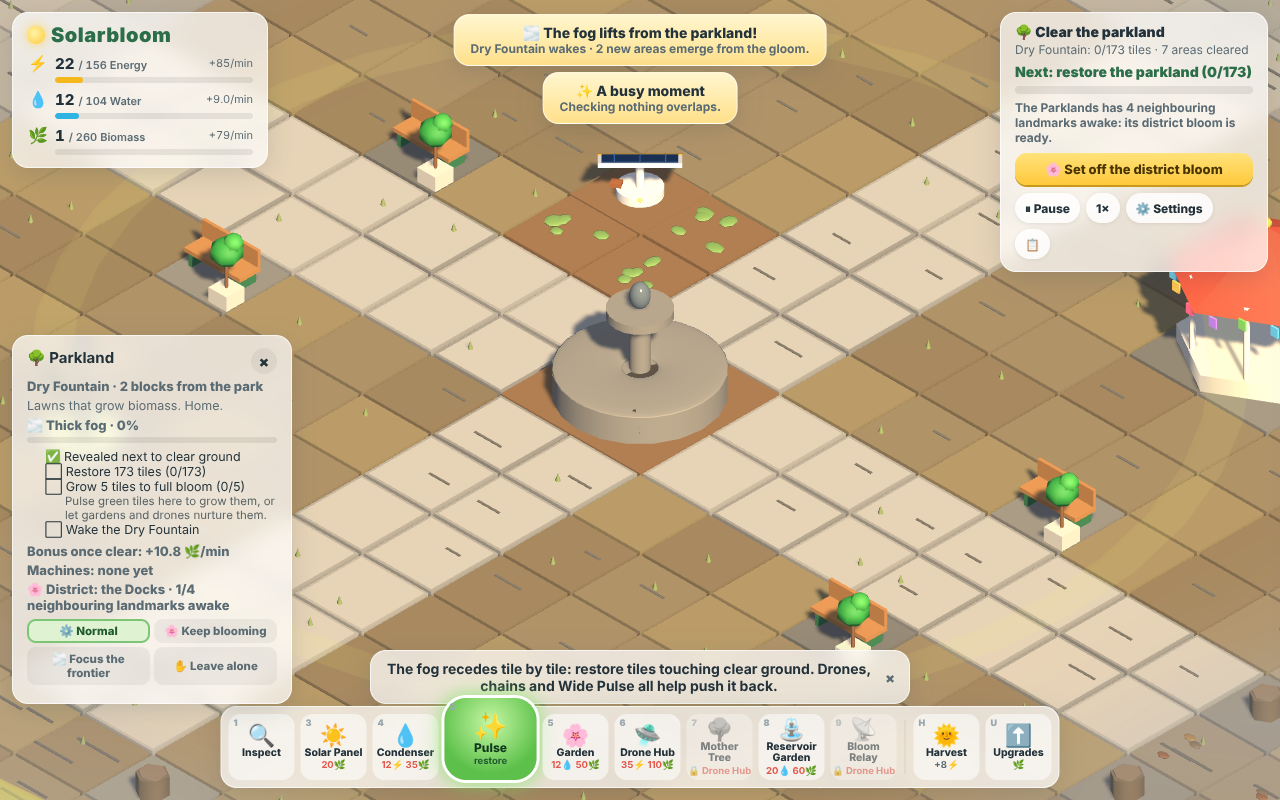 Solarbloom
22 / 156 Energy +85/min
12 / 104 Water +9.0/min
1 / 260 Biomass +79/min
The fog lifts from the parkland!
Dry Fountain wakes · 2 new areas emerge from the gloom.
A busy moment
Checking nothing overlaps.
Clear the parkland
Dry Fountain: 0/173 tiles · 7 areas cleared
Next: restore the parkland (0/173)
The Parklands has 4 neighbouring
landmarks awake: its district bloom is
ready.
Set off the district bloom
Pause
1×
Settings
Parkland
×
Dry Fountain · 2 blocks from the park
Lawns that grow biomass. Home.
Thick fog · 0%
Revealed next to clear ground
Restore 173 tiles (0/173)
Grow 5 tiles to full bloom (0/5)
Pulse green tiles here to grow them, or
let gardens and drones nurture them.
Wake the Dry Fountain
Bonus once clear: +10.8 /min
Machines: none yet
District: the Docks · 1/4
neighbouring landmarks awake
Normal
Keep blooming
Focus the
frontier
Leave alone
The fog recedes tile by tile: restore tiles touching clear ground. Drones,
chains and Wide Pulse all help push it back.
×
1
Inspect
3
Solar Panel
20
4
Condenser
12 35
Pulse
restore
5
Garden
12 50
6
Drone Hub
35 110
7
Mother
Tree
Drone Hub
8
Reservoir
Garden
20 60
9
Bloom
Relay
Drone Hub
H
Harvest
+8
U
Upgrades